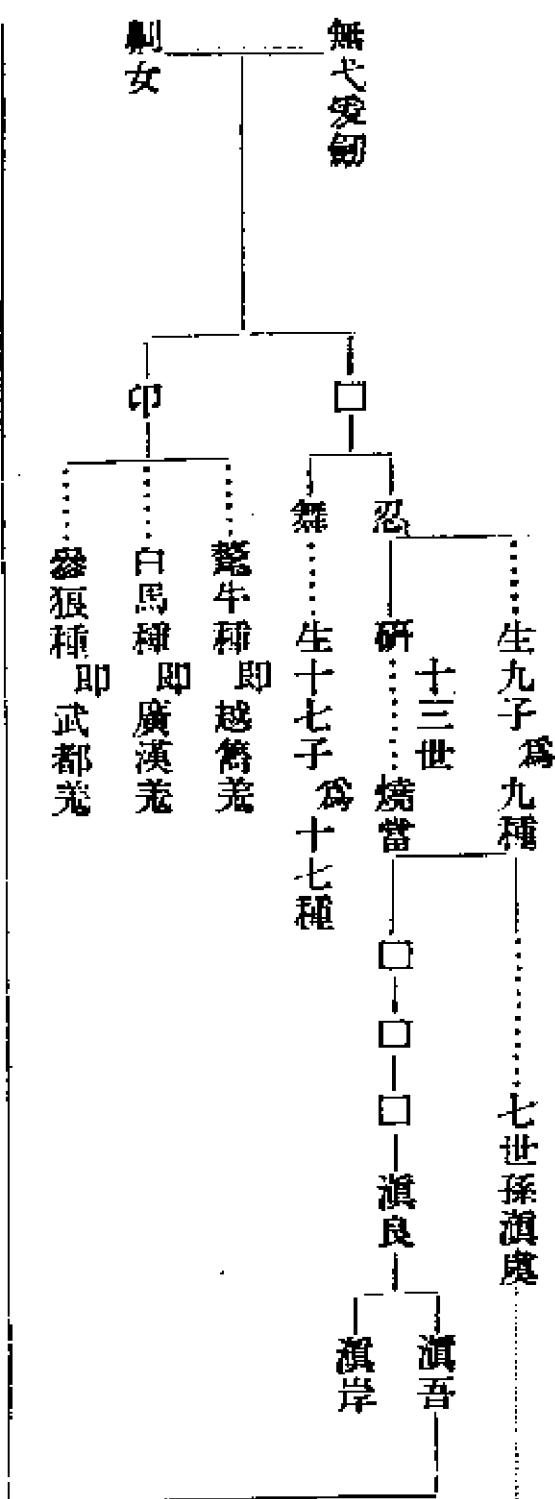 無弋爰劒
劓女
□
卬
忍
舞
生九子爲九種
研
十三世
燒當
生十七子爲十七種
氂牛種即越嶲羌
白馬種即廣漢羌
參狼種即武都羌
□
□
□
滇良
七世孫滇虞
滇吾
滇岸